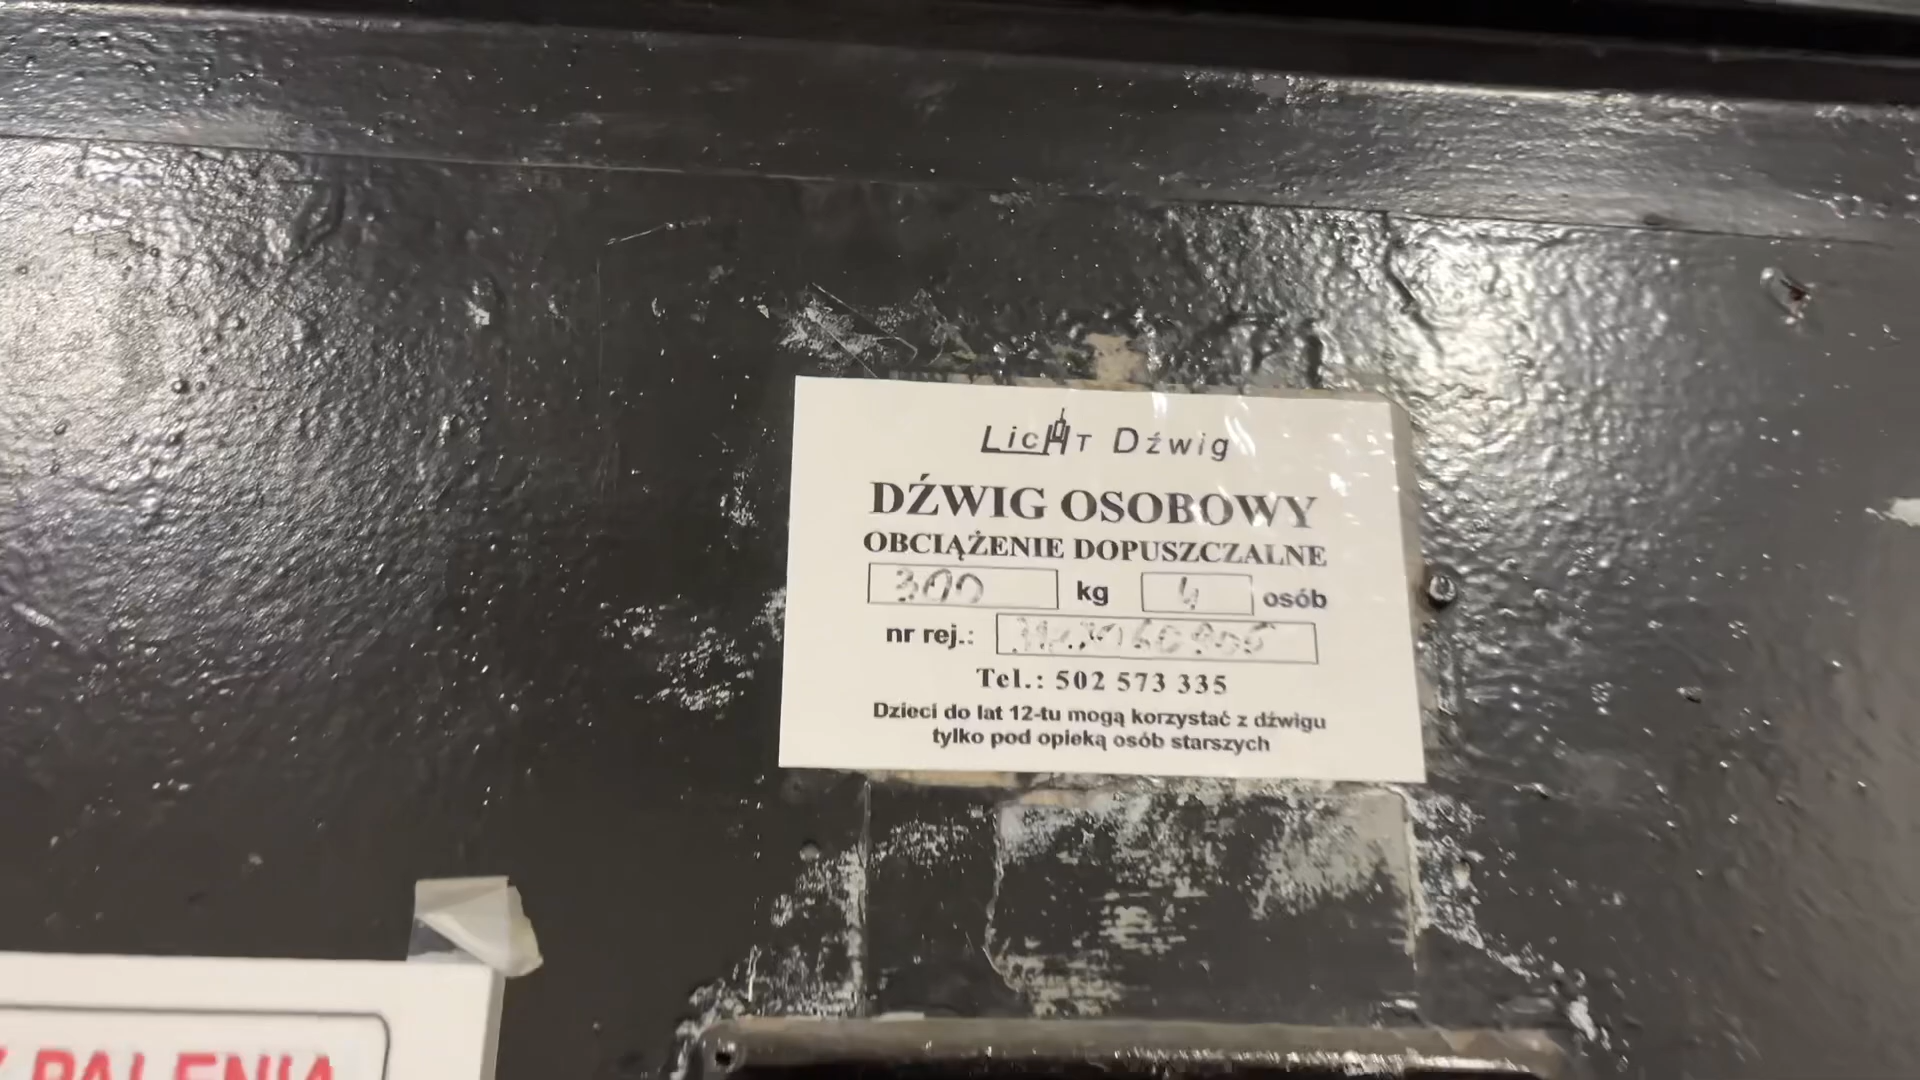 LicHT Dźwig
DŹWIG OSOBOWY
OBCIĄŻENIE DOPUSZCZALNE
300 kg 4 osób
nr rej.:
Tel.: 502 573 335
Dzieci do lat 12-tu mogą korzystać z dźwigu
tylko pod opieką osób starszych
PALENIA